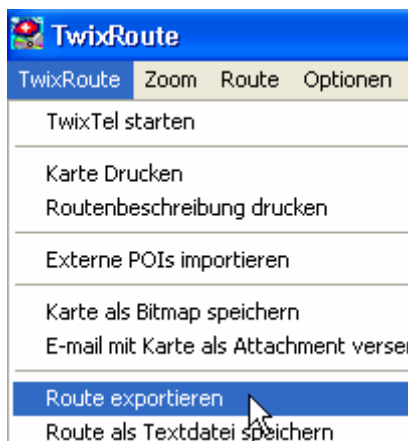 TwixRoute
TwixRoute Zoom Route Optionen
TwixTel starten
Karte Drucken
Routenbeschreibung drucken
Externe POIs importieren
Karte als Bitmap speichern
E-mail mit Karte als Attachment
Route exportieren
Route als Textdatei speichern